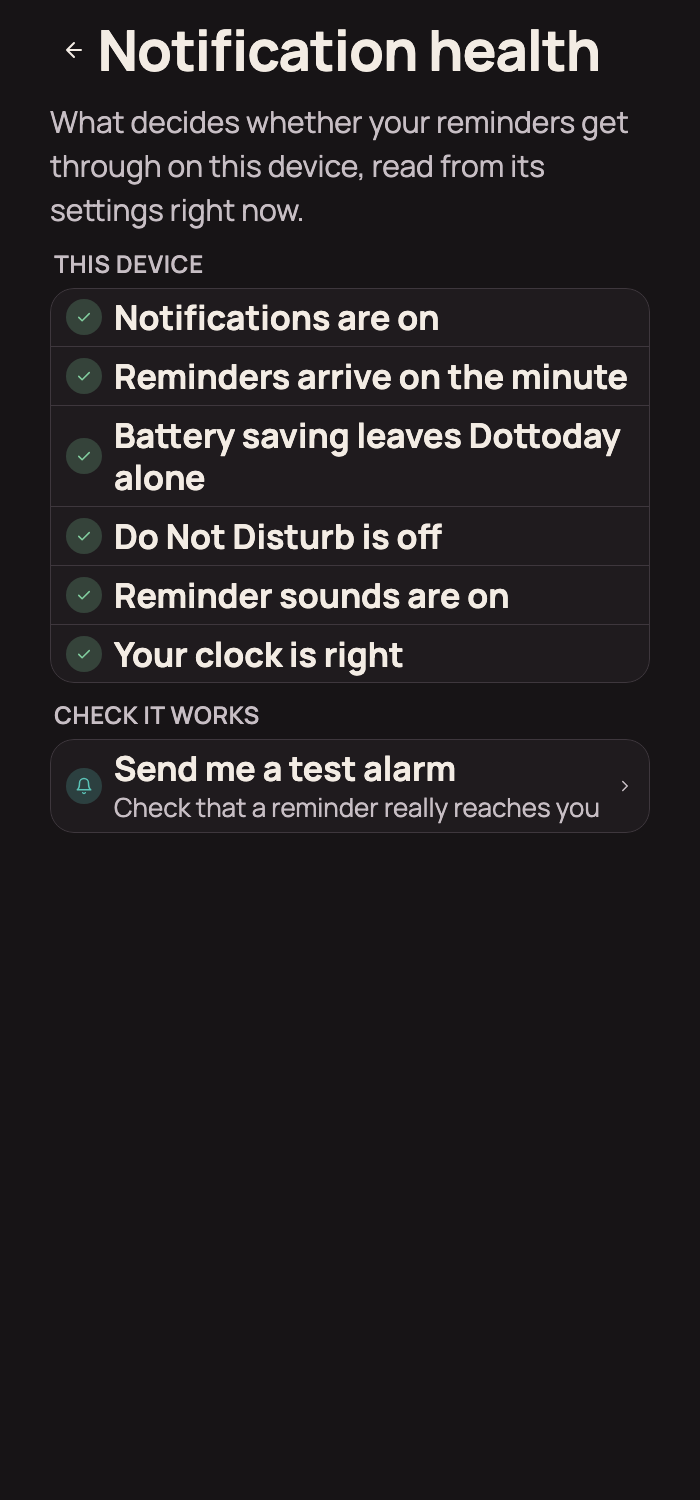 Notification health
What decides whether your reminders get
through on this device, read from its
settings right now.
THIS DEVICE
Notifications are on
Reminders arrive on the minute
Battery saving leaves Dottoday
alone
Do Not Disturb is off
Reminder sounds are on
Your clock is right
CHECK IT WORKS
Send me a test alarm
Check that a reminder really reaches you